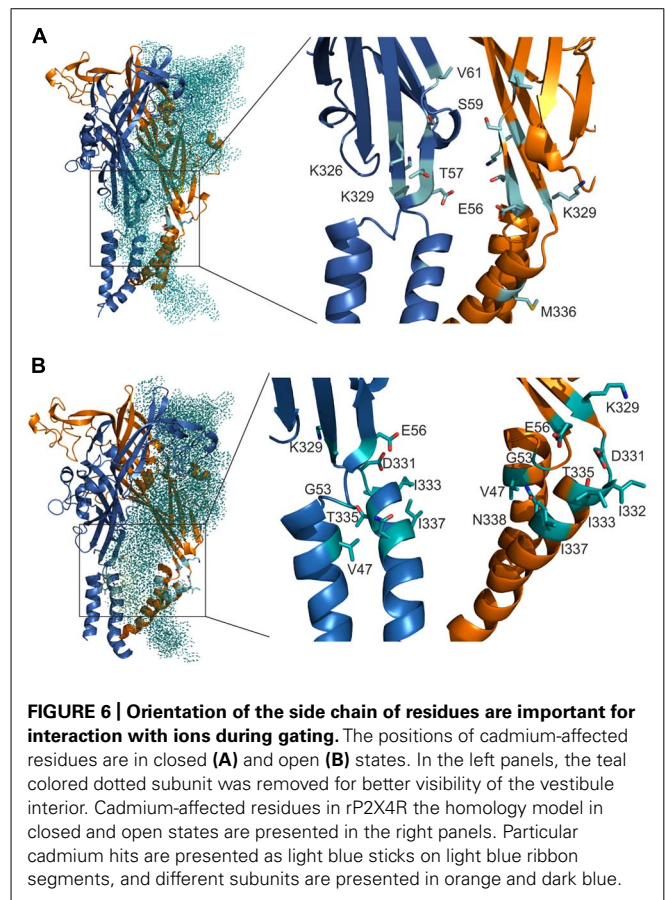 A
V61
S59
K326
T57
K329
E56
K329
M336
B
K329
E56
K329
E56
D331
D331
G53
G53
I333
T335
T335
V47
I332
I337
N338
I333
V47
I337
FIGURE 6 | Orientation of the side chain of residues are important for
interaction with ions during gating. The positions of cadmium-affected
residues are in closed (A) and open (B) states. In the left panels, the teal
colored dotted subunit was removed for better visibility of the vestibule
interior. Cadmium-affected residues in rP2X4R the homology model in
closed and open states are presented in the right panels. Particular
cadmium hits are presented as light blue sticks on light blue ribbon
segments, and different subunits are presented in orange and dark blue.